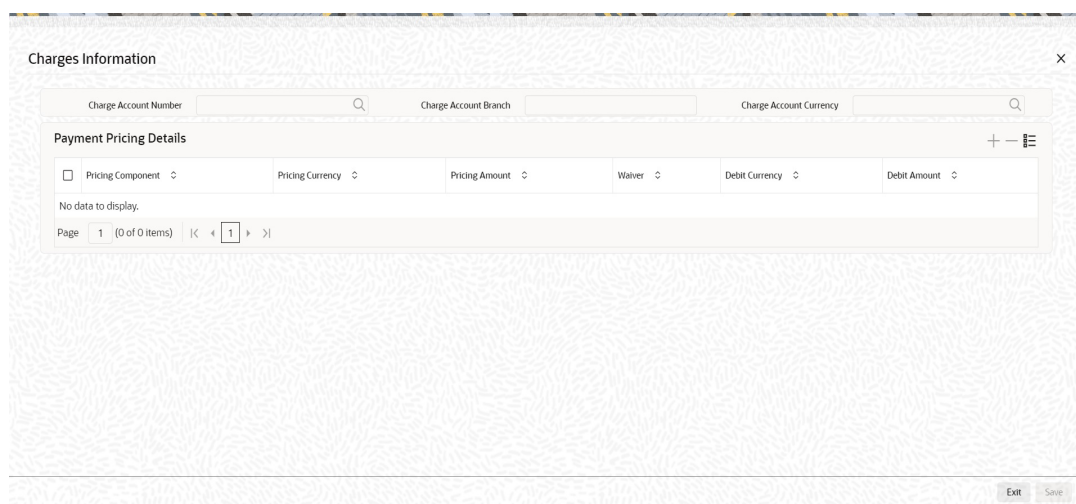 Charges Information
Charge Account Number Charge Account Branch Charge Account Currency
Payment Pricing Details
Pricing Component Pricing Currency Pricing Amount Waiver Debit Currency Debit Amount
No data to display.
Page 1 (0 of 0 items) 1
Exit Save